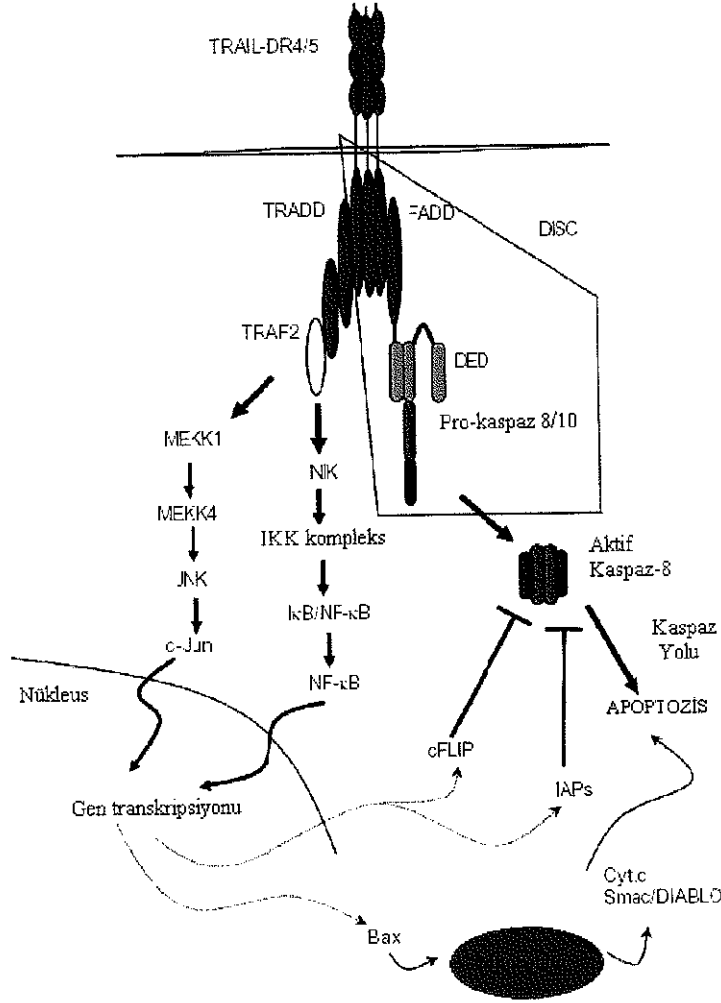 TRAIL-DR4/5
TRADD
FADD
DISC
TRAF2
DED
Pro-kaspaz 8/10
MEKK1
NIK
MEKK4
IKK kompleks
Aktif
Kaspaz-8
JNK
IκB/NF-κB
Kaspaz
Yolu
c-Jun
NF-κB
Nükleus
APOPTOZİS
cFLIP
IAPs
Gen transkripsiyonu
Cyt.c
Smac/DIABLO
Bax